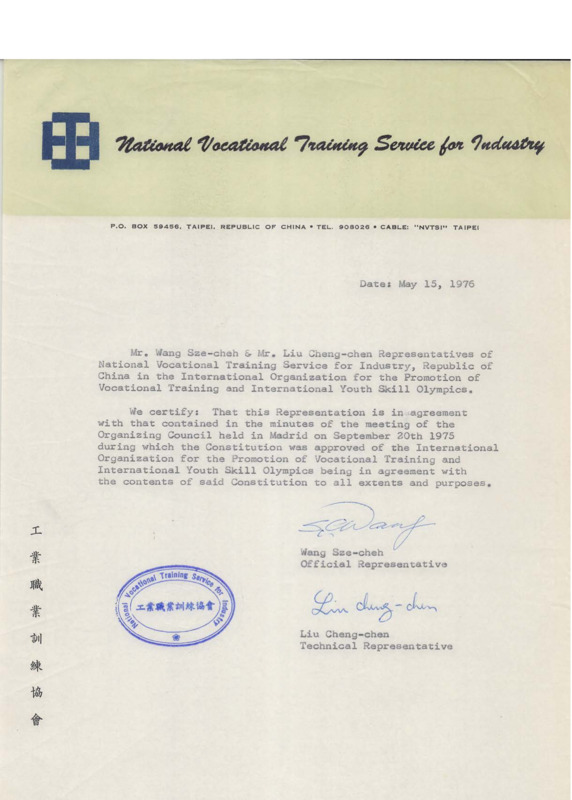 National Vocational Training Service for Industry
P.O. BOX 59456, TAIPEI, REPUBLIC OF CHINA • TEL. 908026 • CABLE: "NVTSI" TAIPEI
Date: May 15, 1976
Mr. Wang Sze-cheh & Mr. Liu Cheng-chen Representatives of
National Vocational Training Service for Industry, Republic of
China in the International Organization for the Promotion of
Vocational Training and International Youth Skill Olympics.
We certify: That this Representation is in agreement
with that contained in the minutes of the meeting of the
Organizing Council held in Madrid on September 20th 1975
during which the Constitution was approved of the International
Organization for the Promotion of Vocational Training and
International Youth Skill Olympics being in agreement with
the contents of said Constitution to all extents and purposes.
S.C. Wang
Wang Sze-cheh
Official Representative
Liu Cheng-chen
Liu Cheng-chen
Technical Representative
National Vocational Training Service for Industry
工業職業訓練協會
工業職業訓練協會